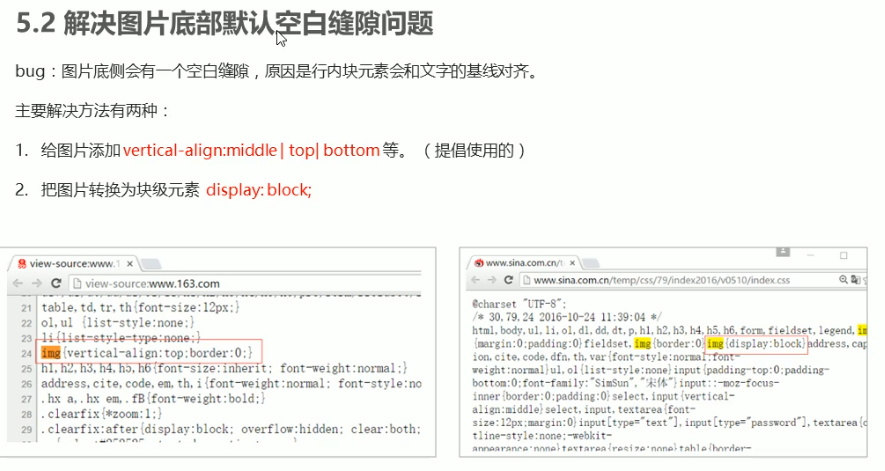 5.2 解决图片底部默认空白缝隙问题
bug：图片底侧会有一个空白缝隙，原因是行内块元素会和文字的基线对齐。
主要解决方法有两种：
1. 给图片添加vertical-align:middle | top| bottom等。 （提倡使用的）
2. 把图片转换为块级元素 display: block;
view-source:www.1
view-source:www.163.com
21 table,td,tr,th{font-size:12px;}
22 ol,ul {list-style:none;}
23 li{list-style-type:none;}
24 img{vertical-align:top;border:0;}
25 h1,h2,h3,h4,h5,h6{font-size:inherit; font-weight:normal;}
26 address,cite,code,em,th,i{font-weight:normal; font-style:no
27 .hx a,.hx em,.fB{font-weight:bold;}
28 .clearfix{*zoom:1;}
29 .clearfix:after{display:block; overflow:hidden; clear:both;
www.sina.com.cn/t
www.sina.com.cn/temp/css/79/index2016/v0510/index.css
@charset "UTF-8";
/* 30,79,24 2016-10-24 11:39:04 */
html,body,ul,li,ol,dl,dd,dt,p,h1,h2,h3,h4,h5,h6,form,fieldset,legend,im
{margin:0;padding:0}fieldset,img{border:0}img{display:block}address,cap
ion,cite,code,dfn,th,var{font-style:normal;font-
weight:normal}ul,ol{list-style:none}input{padding-top:0;padding-
bottom:0;font-family:"SimSun","宋体"}input::-moz-focus-
inner{border:0;padding:0}select,input{vertical-
align:middle}select,input,textarea{font-
size:12px;margin:0}input[type="text"],input[type="password"],textarea{o
tline-style:none;-webkit-
appearance:none}textarea{resize:none}table{border-